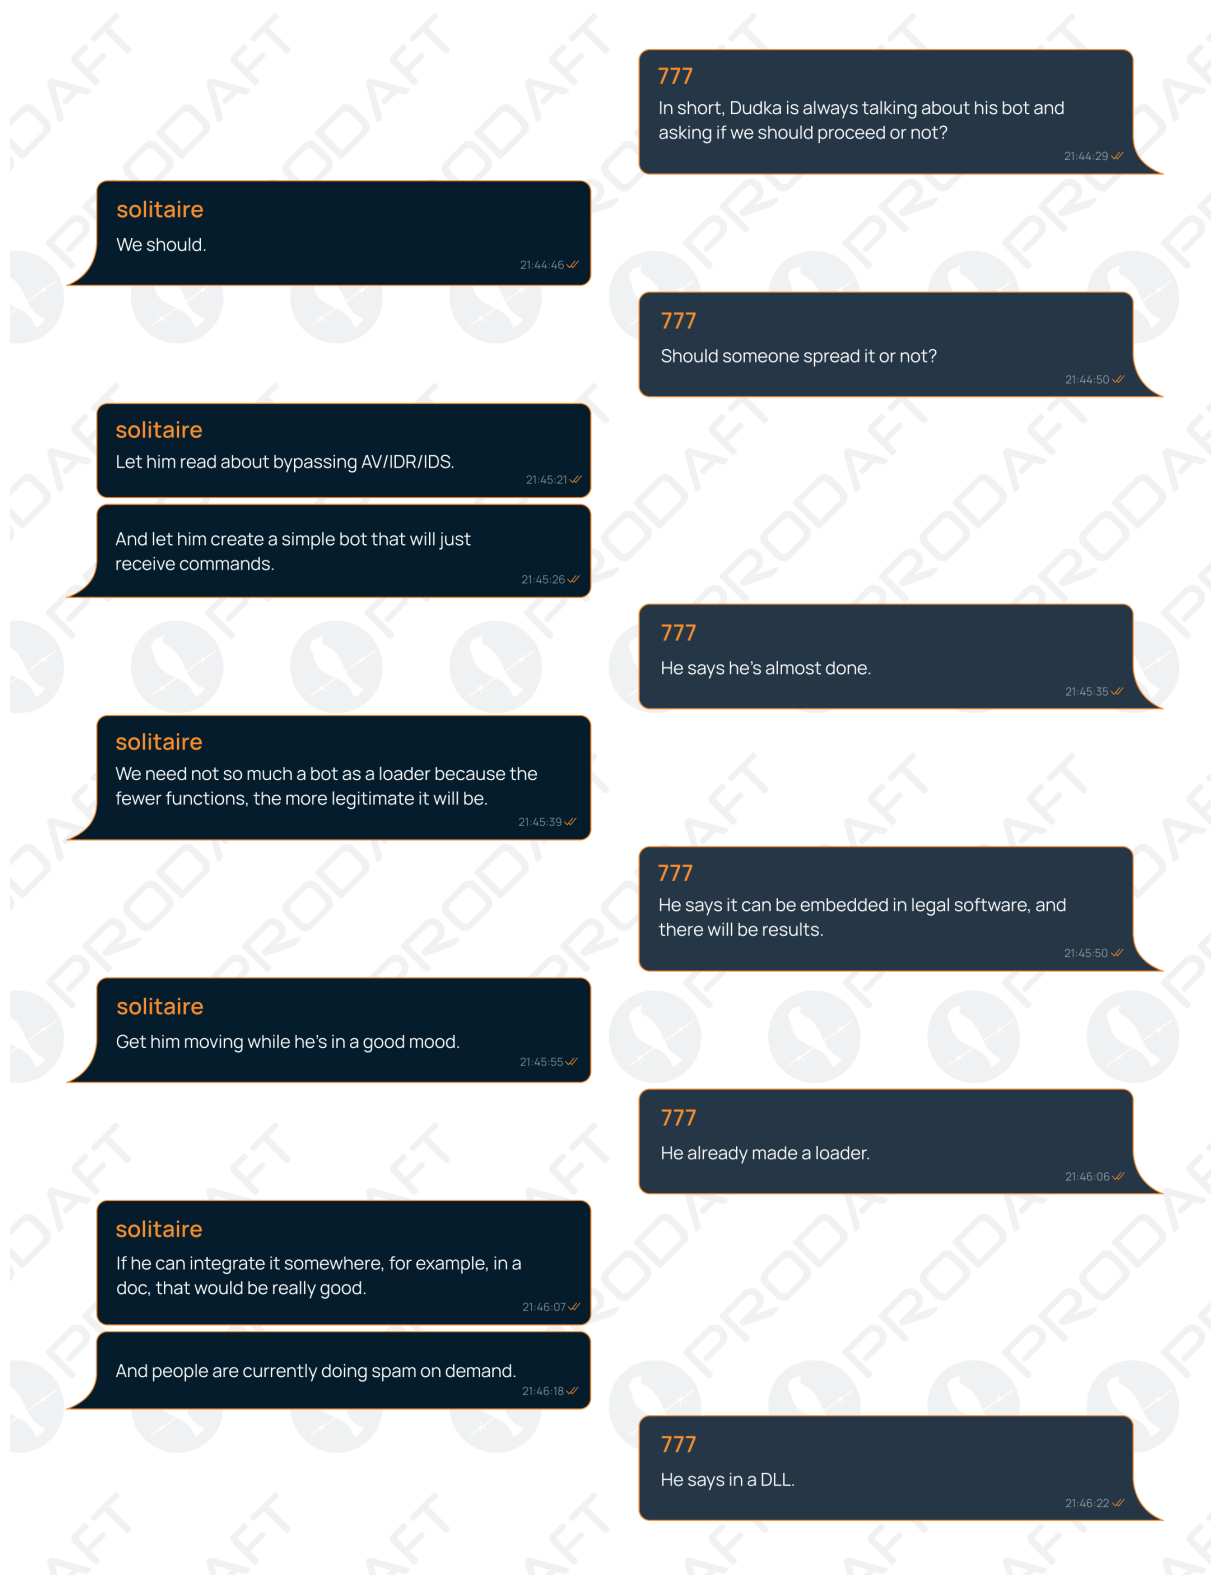 777
In short, Dudka is always talking about his bot and
asking if we should proceed or not?
21:44:29
solitaire
We should.
21:44:46
777
Should someone spread it or not?
21:44:50
solitaire
Let him read about bypassing AV/IDR/IDS.
21:45:21
And let him create a simple bot that will just
receive commands.
21:45:26
777
He says he's almost done.
21:45:35
solitaire
We need not so much a bot as a loader because the
fewer functions, the more legitimate it will be.
21:45:39
777
He says it can be embedded in legal software, and
there will be results.
21:45:50
solitaire
Get him moving while he's in a good mood.
21:45:55
777
He already made a loader.
21:46:06
solitaire
If he can integrate it somewhere, for example, in a
doc, that would be really good.
21:46:07
And people are currently doing spam on demand.
21:46:18
777
He says in a DLL.
21:46:22
PRODAFT